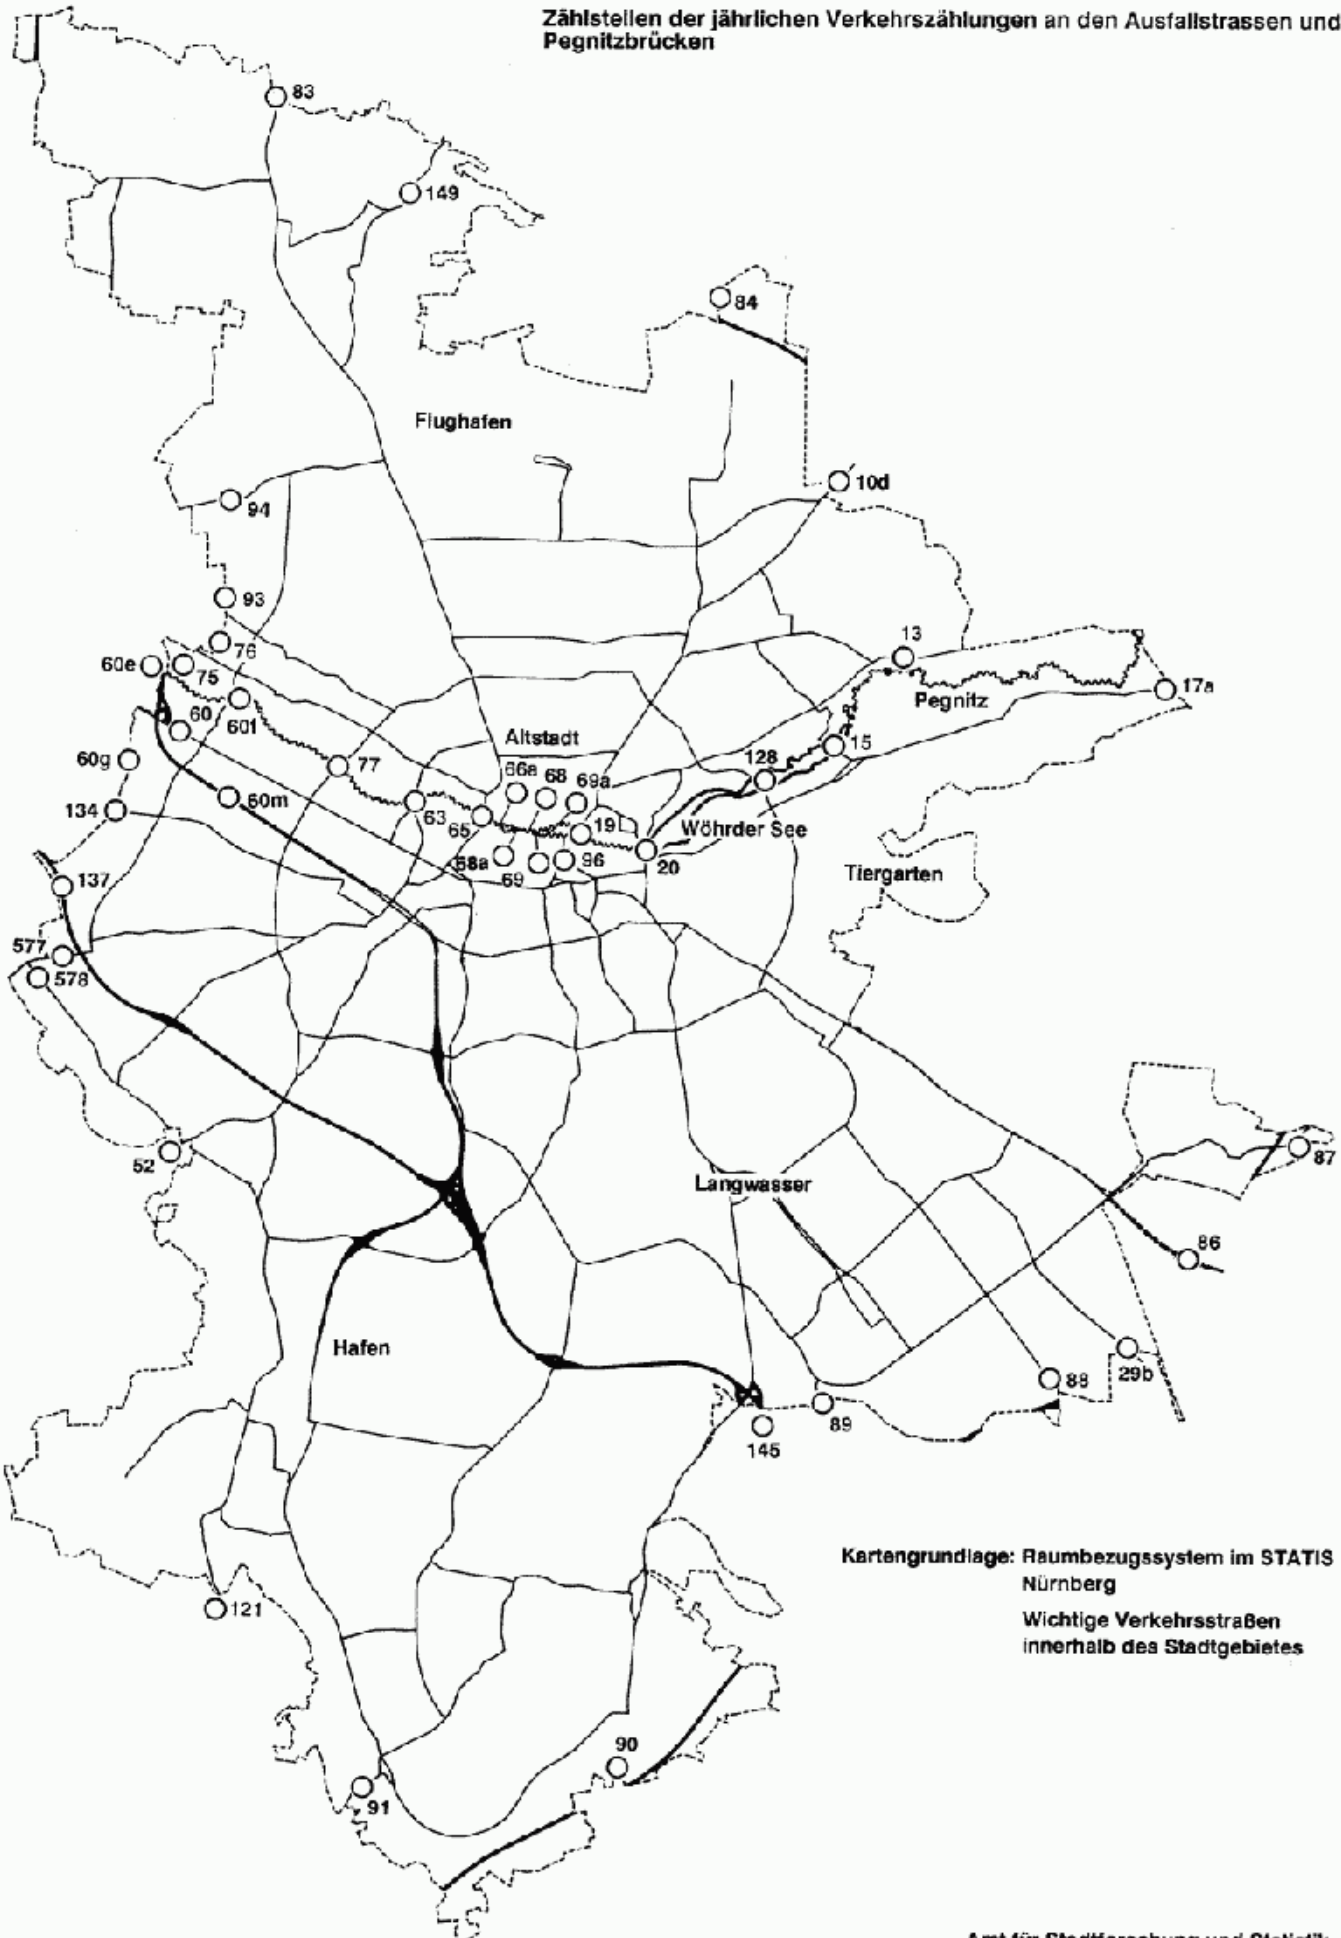 Zählstellen der jährlichen Verkehrszählungen an den Ausfallstrassen und
Pegnitzbrücken
83
149
84
Flughafen
10d
94
93
76
13
60e
75
17a
Pegnitz
60
601
Altstadt
15
60g
77
128
66a
68
69a
60m
63
134
65
19
Wöhrder See
68a
69
96
20
Tiergarten
137
577
578
52
87
Langwasser
86
Hafen
29b
88
89
145
Kartengrundlage: Raumbezugssystem im STATIS
Nürnberg
Wichtige Verkehrsstraßen
innerhalb des Stadtgebietes
121
90
91